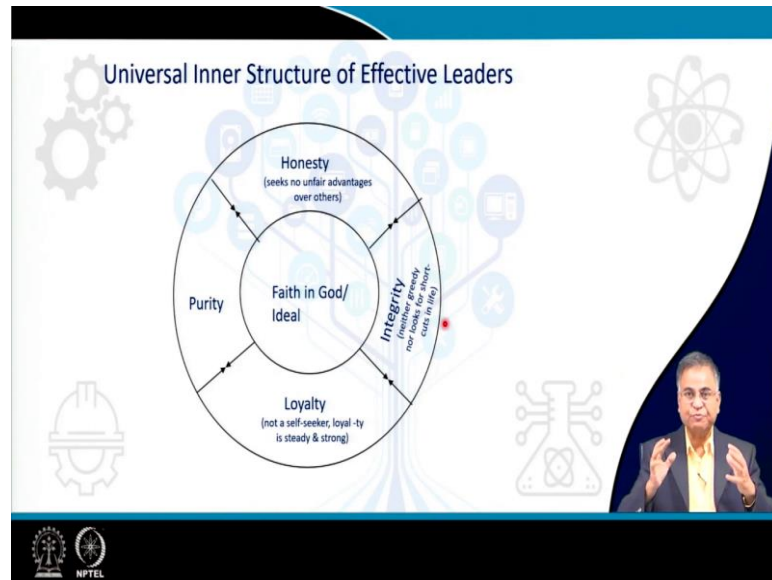 Universal Inner Structure of Effective Leaders
Honesty
(seeks no unfair advantages
over others)
Purity
Faith in God/
Ideal
Integrity
(neither greedy
nor looks for short-
cuts in life)
Loyalty
(not a self-seeker, loyal -ty
is steady & strong)
NPTEL